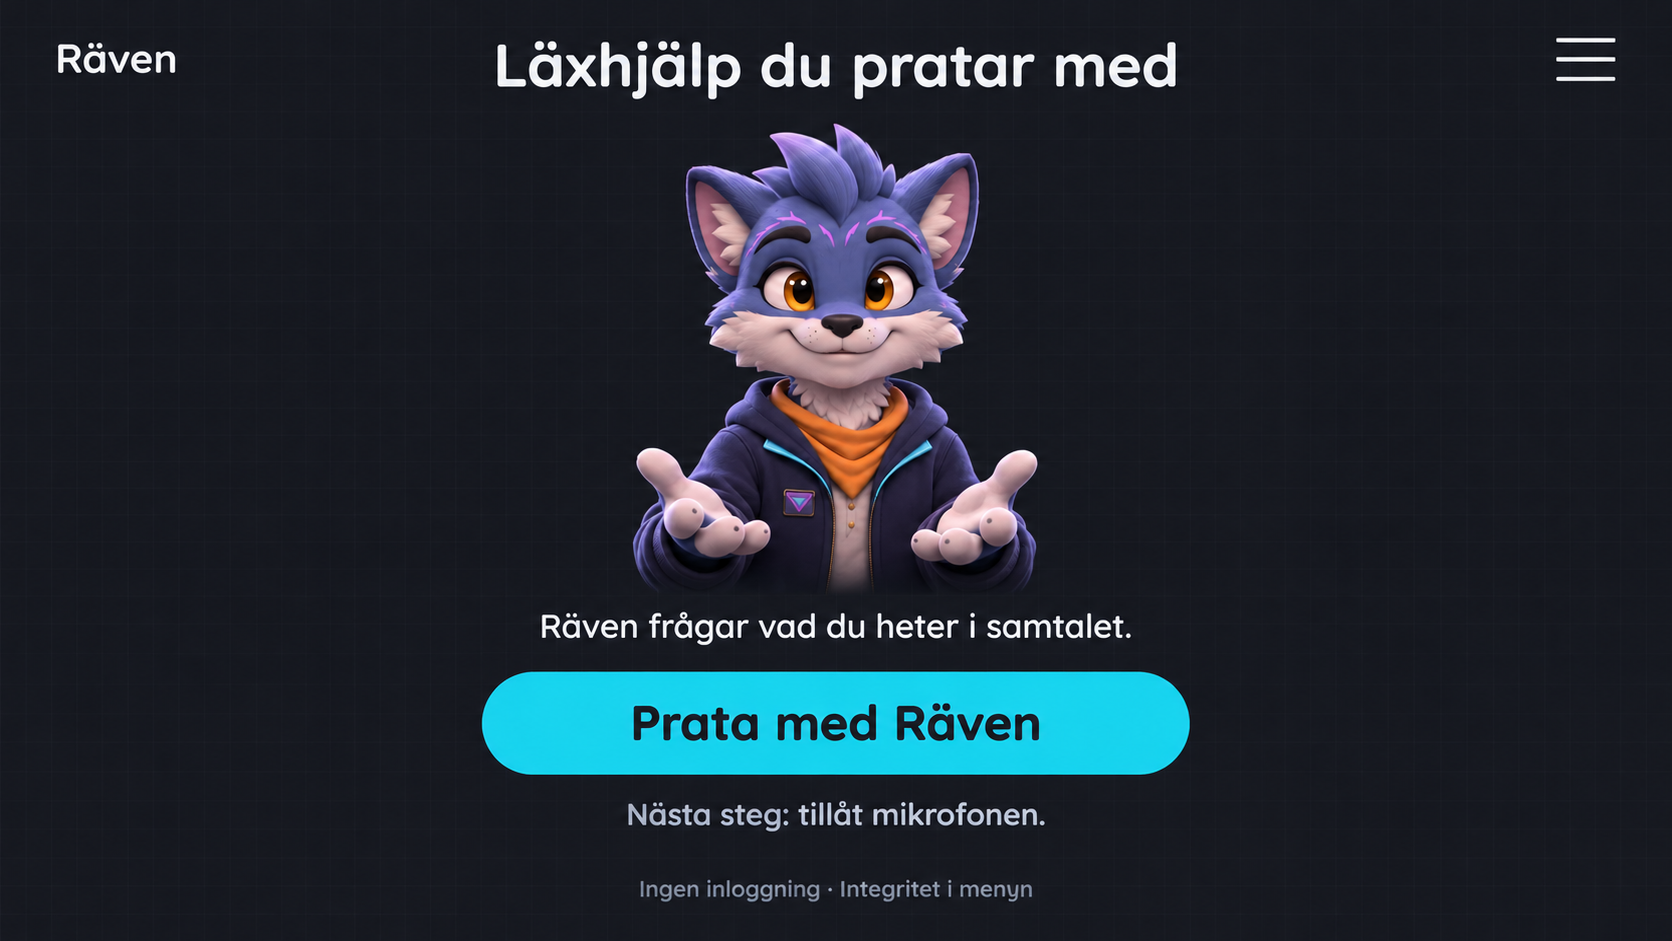 Räven
Läxhjälp du pratar med
Räven frågar vad du heter i samtalet.
Prata med Räven
Nästa steg: tillåt mikrofonen.
Ingen inloggning · Integritet i menyn